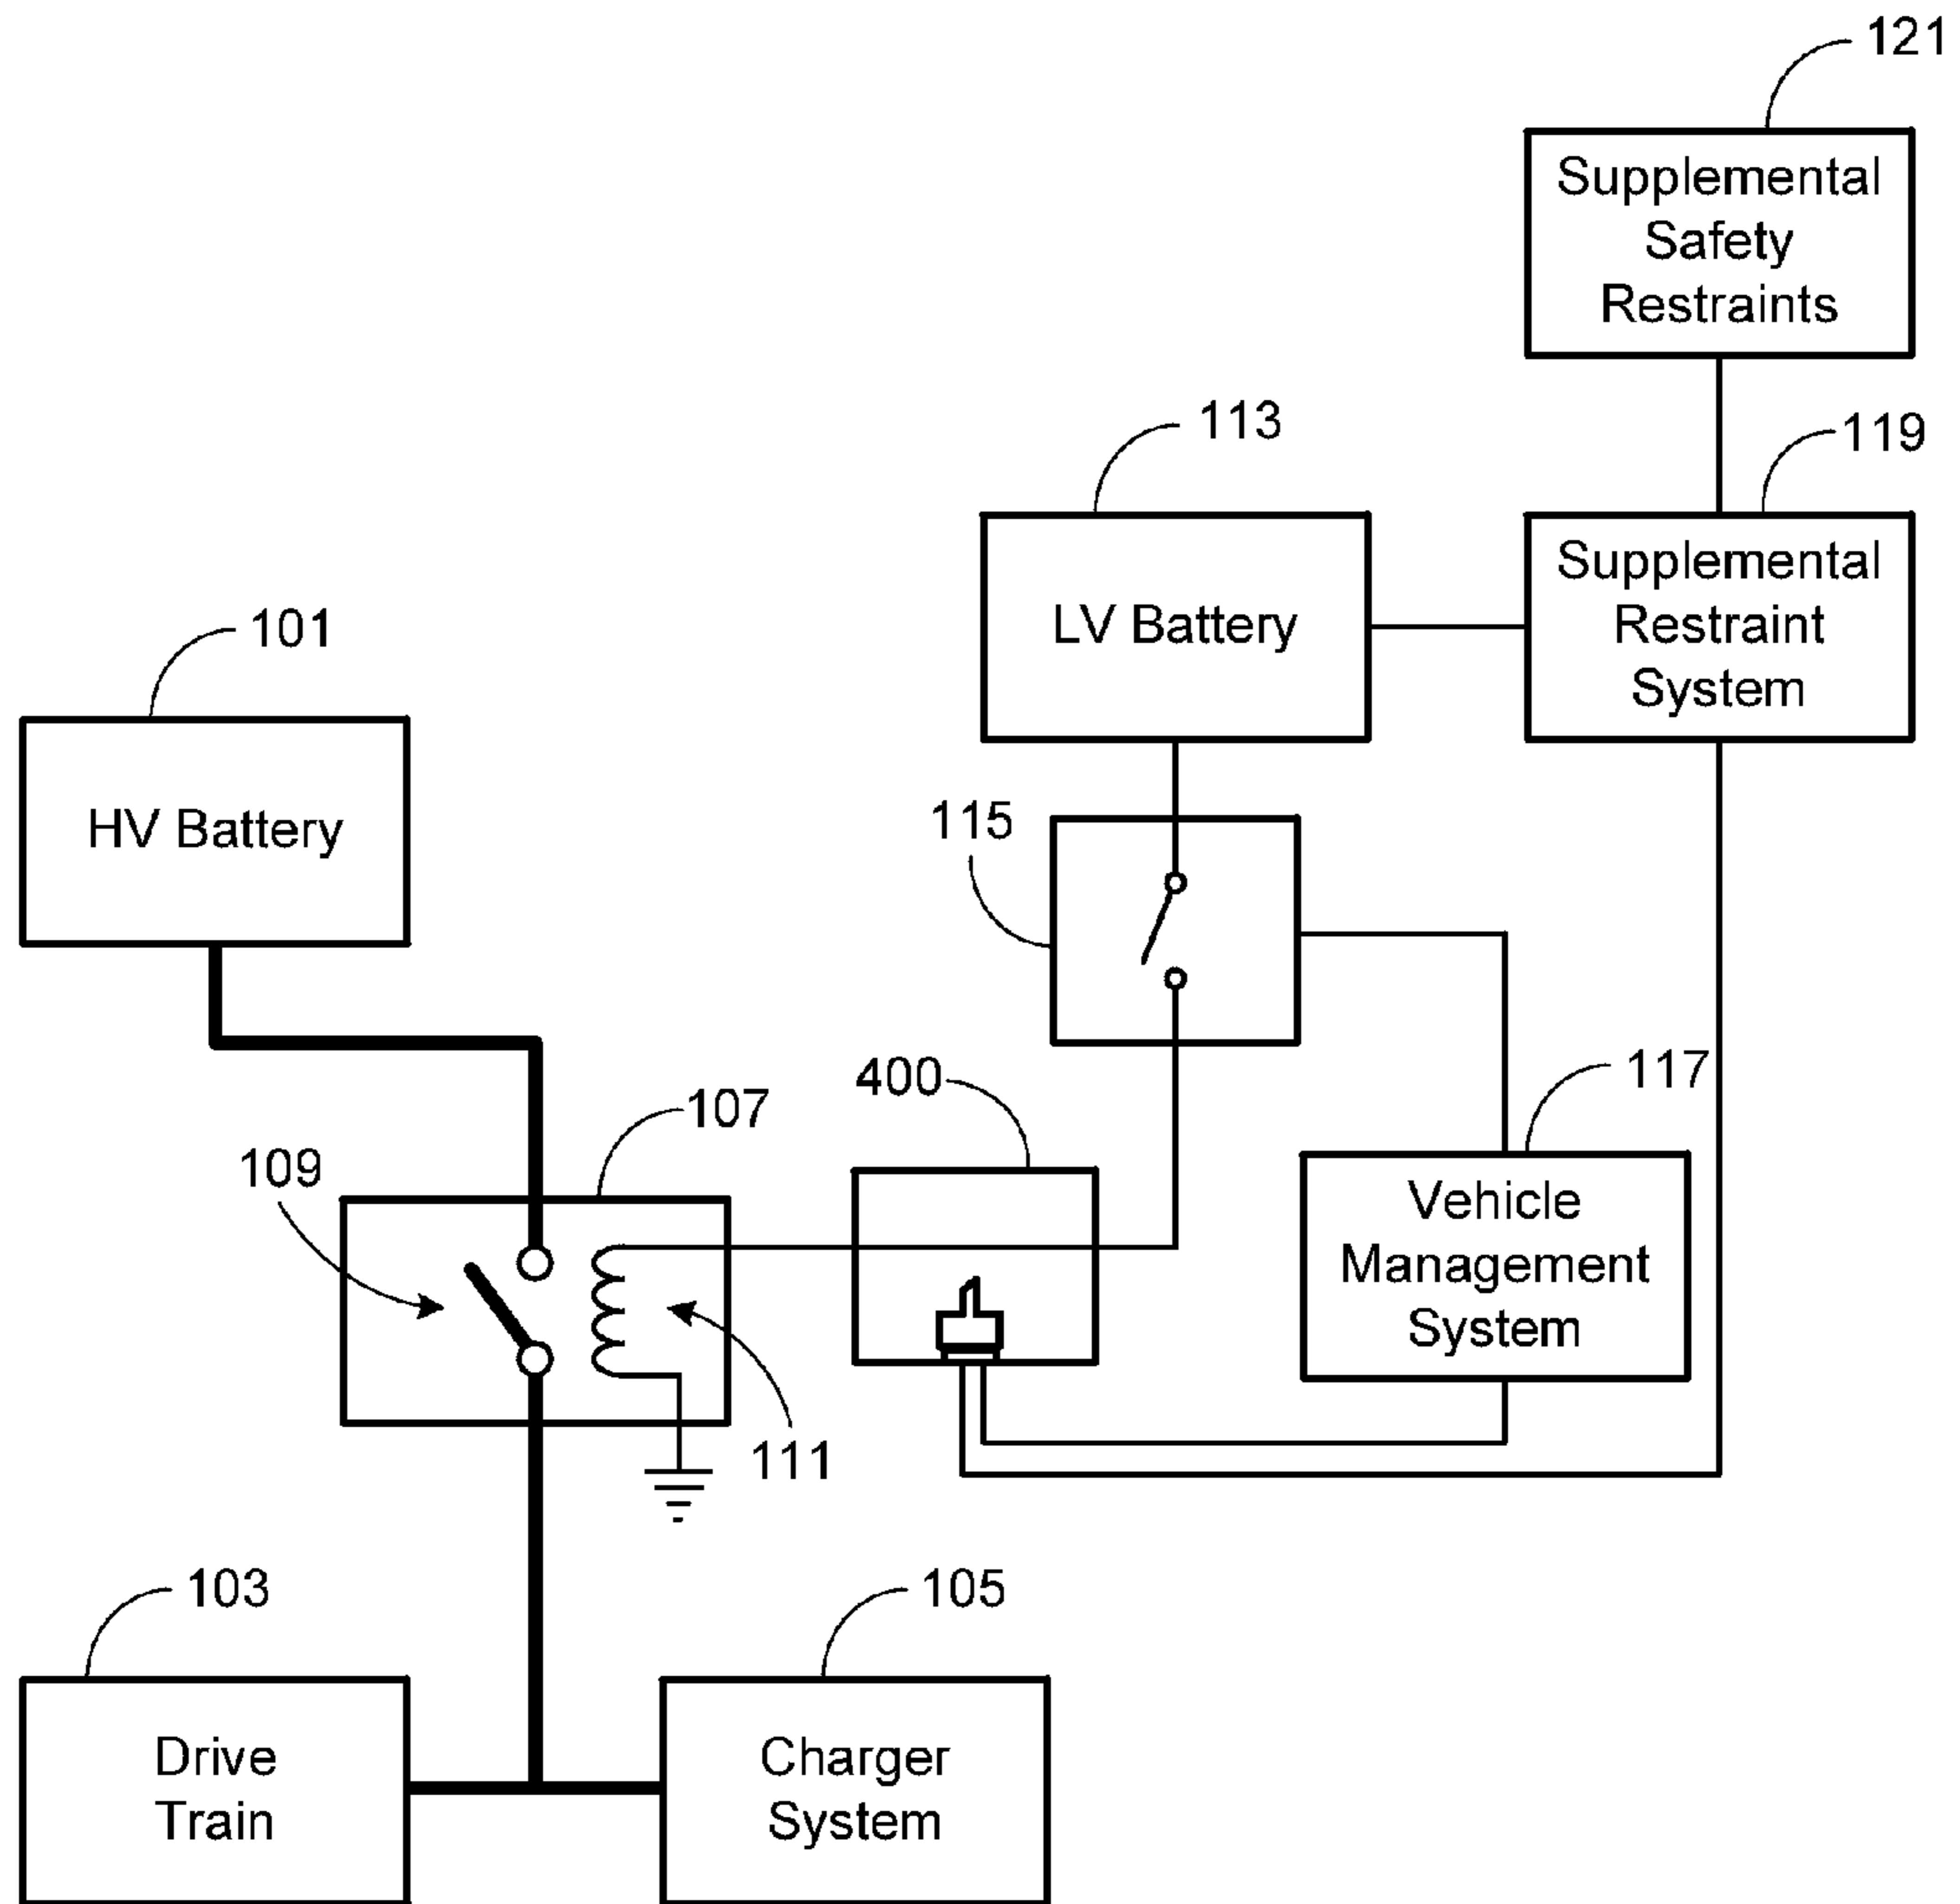 121
Supplemental
Safety
Restraints
113
119
LV Battery
Supplemental
Restraint
System
101
HV Battery
115
400
117
107
109
Vehicle
Management
System
111
103
105
Drive
Train
Charger
System